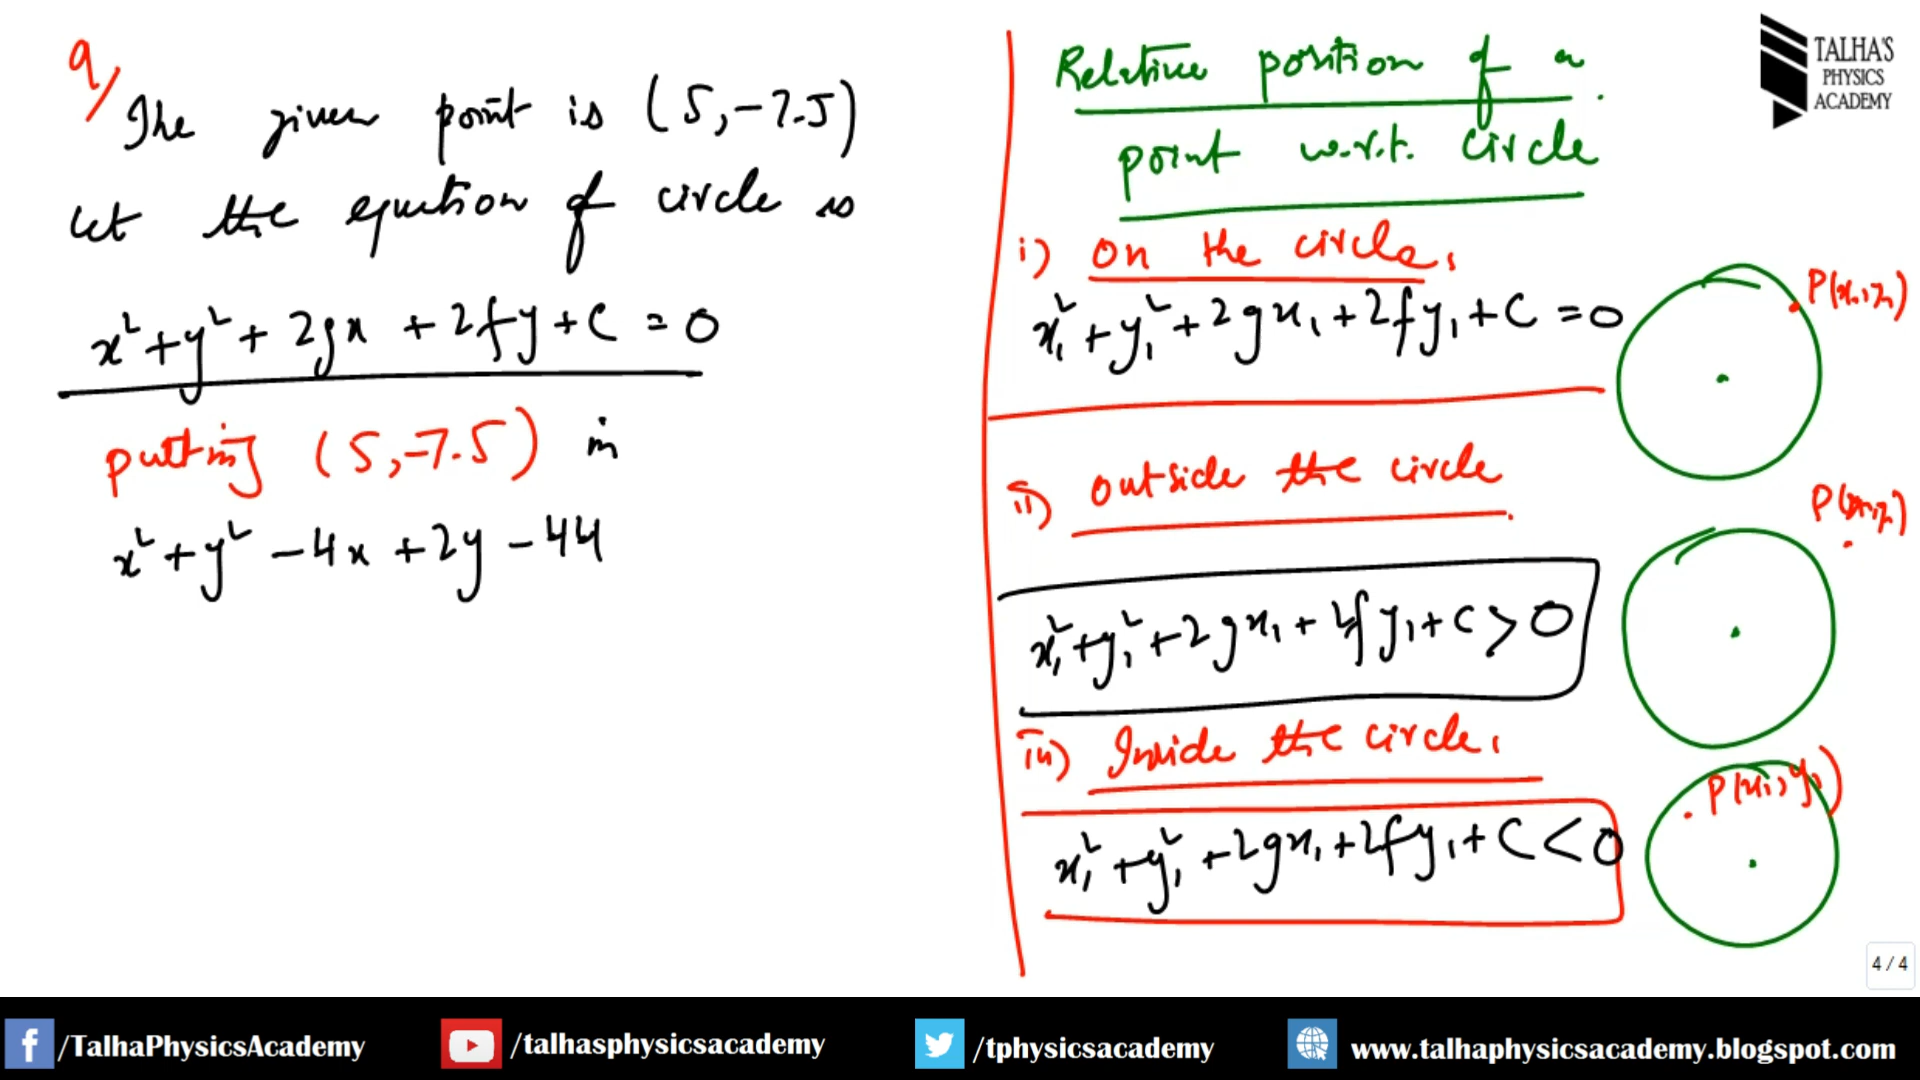 q/
The given point is (5,-7.5)
let the equation of circle is
x²+y²+2gx+2fy+c=0
putting (5,-7.5) in
x²+y²-4x+2y-44
Relative position of a
point w.r.t. circle
i) On the circle.
x₁²+y₁²+2gx₁+2fy₁+c=0
P(x₁,y₁)
ii) outside the circle
P(x₁,y₁)
x₁²+y₁²+2gx₁+2fy₁+c>0
iii) Inside the circle.
P(x₁,y₁)
x₁²+y₁²+2gx₁+2fy₁+c<0
TALHA'S
PHYSICS
ACADEMY
4 / 4
f /TalhaPhysicsAcademy
/talhasphysicsacademy
/tphysicsacademy
www.talhaphysicsacademy.blogspot.com